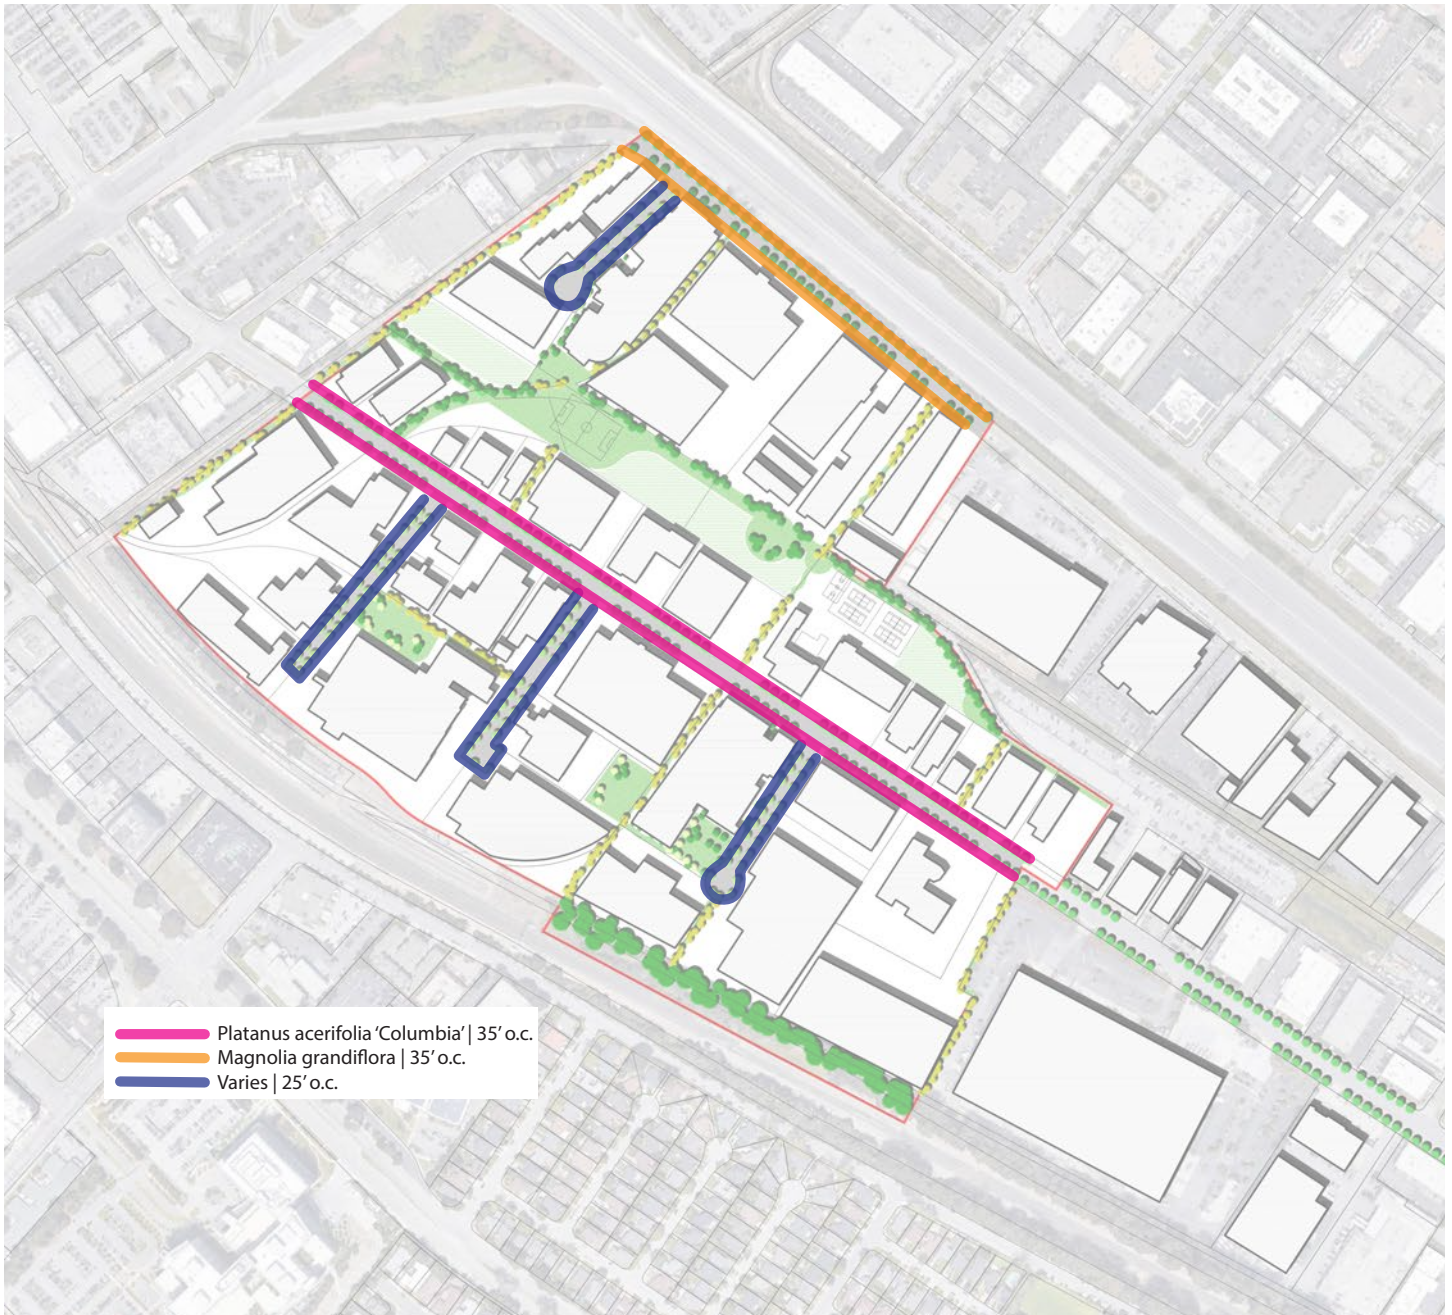 Platanus acerifolia ‘Columbia’ | 35’ o.c.
Magnolia grandiflora | 35’ o.c.
Varies | 25’ o.c.